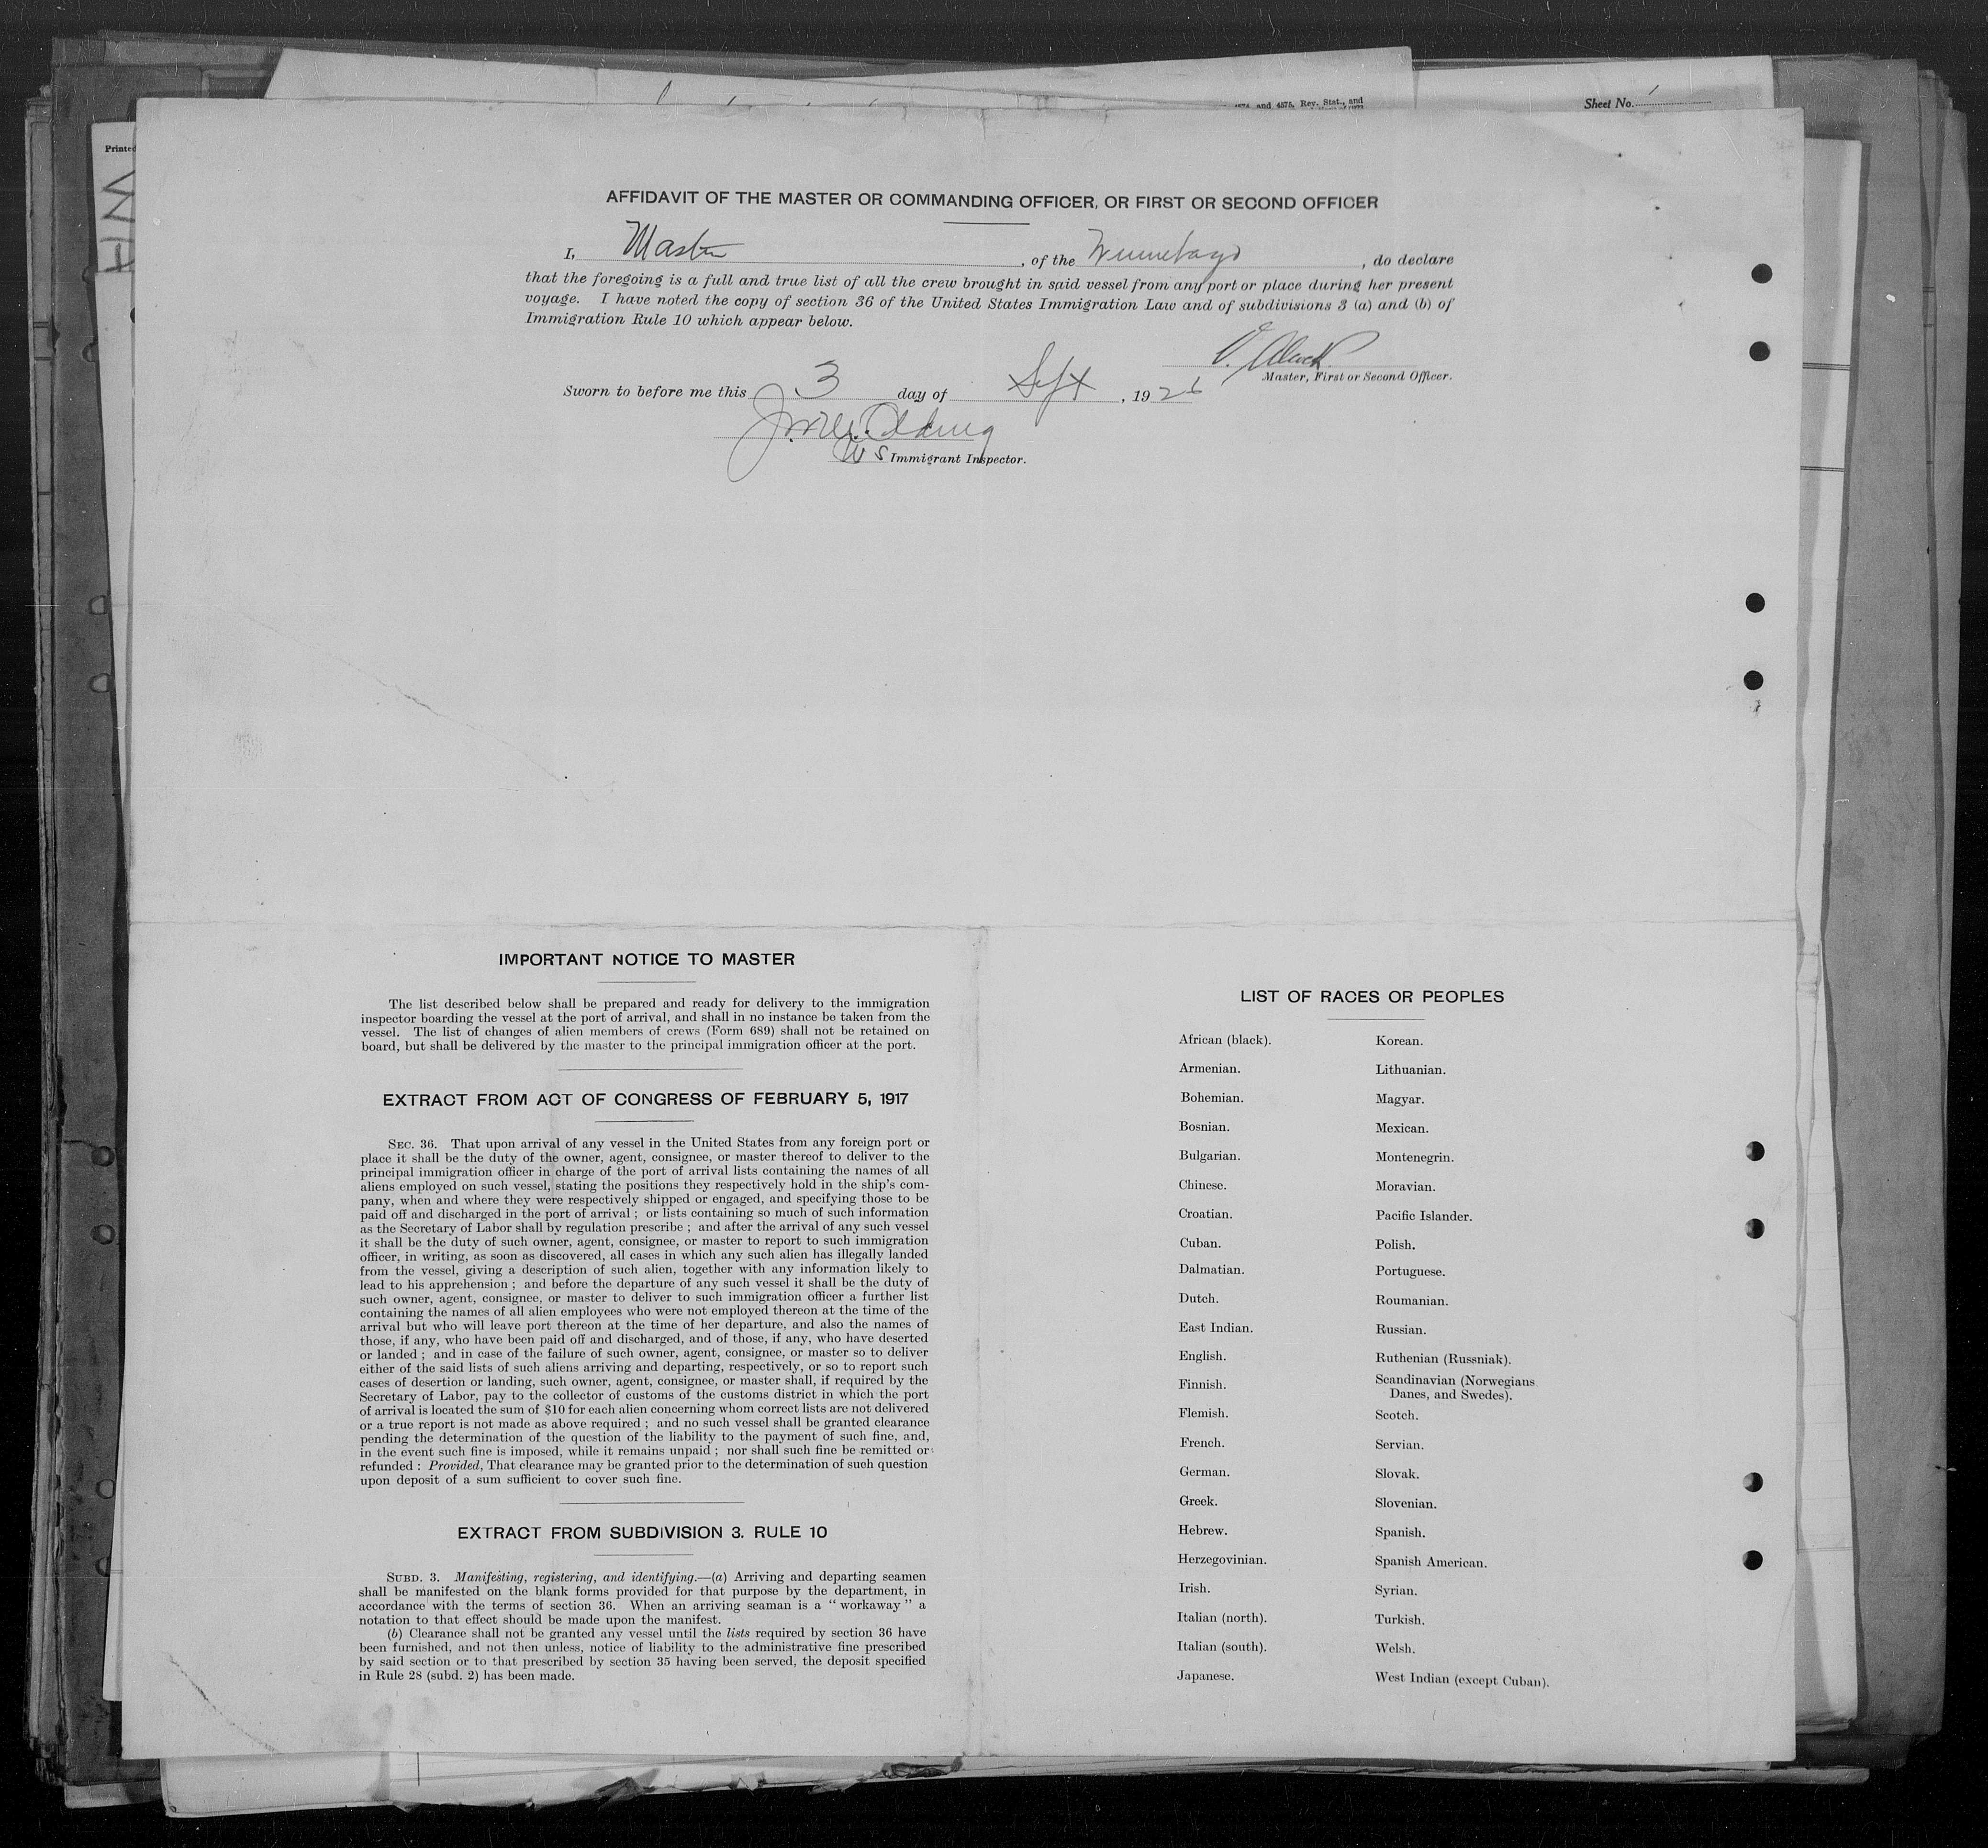 4574, and 4575, Rev. Stat., and
Sheet No. 1
Printed
WH
AFFIDAVIT OF THE MASTER OR COMMANDING OFFICER, OR FIRST OR SECOND OFFICER
I, Master, of the Winnebago, do declare
that the foregoing is a full and true list of all the crew brought in said vessel from any port or place during her present
voyage. I have noted the copy of section 36 of the United States Immigration Law and of subdivisions 3 (a) and (b) of
Immigration Rule 10 which appear below.
Master, First or Second Officer.
Sworn to before me this 3 day of Sept, 1926
US Immigrant Inspector.
IMPORTANT NOTICE TO MASTER
The list described below shall be prepared and ready for delivery to the immigration
inspector boarding the vessel at the port of arrival, and shall in no instance be taken from the
vessel. The list of changes of alien members of crews (Form 689) shall not be retained on
board, but shall be delivered by the master to the principal immigration officer at the port.
EXTRACT FROM ACT OF CONGRESS OF FEBRUARY 5, 1917
SEC. 36. That upon arrival of any vessel in the United States from any foreign port or
place it shall be the duty of the owner, agent, consignee, or master thereof to deliver to the
principal immigration officer in charge of the port of arrival lists containing the names of all
aliens employed on such vessel, stating the positions they respectively hold in the ship's com-
pany, when and where they were respectively shipped or engaged, and specifying those to be
paid off and discharged in the port of arrival; or lists containing so much of such information
as the Secretary of Labor shall by regulation prescribe; and after the arrival of any such vessel
it shall be the duty of such owner, agent, consignee, or master to report to such immigration
officer, in writing, as soon as discovered, all cases in which any such alien has illegally landed
from the vessel, giving a description of such alien, together with any information likely to
lead to his apprehension; and before the departure of any such vessel it shall be the duty of
such owner, agent, consignee, or master to deliver to such immigration officer a further list
containing the names of all alien employees who were not employed thereon at the time of the
arrival but who will leave port thereon at the time of her departure, and also the names of
those, if any, who have been paid off and discharged, and of those, if any, who have deserted
or landed; and in case of the failure of such owner, agent, consignee, or master so to deliver
either of the said lists of such aliens arriving and departing, respectively, or so to report such
cases of desertion or landing, such owner, agent, consignee, or master shall, if required by the
Secretary of Labor, pay to the collector of customs of the customs district in which the port
of arrival is located the sum of $10 for each alien concerning whom correct lists are not delivered
or a true report is not made as above required; and no such vessel shall be granted clearance
pending the determination of the question of the liability to the payment of such fine, and,
in the event such fine is imposed, while it remains unpaid; nor shall such fine be remitted or
refunded: Provided, That clearance may be granted prior to the determination of such question
upon deposit of a sum sufficient to cover such fine.
EXTRACT FROM SUBDIVISION 3. RULE 10
SUBD. 3. Manifesting, registering, and identifying.—(a) Arriving and departing seamen
shall be manifested on the blank forms provided for that purpose by the department, in
accordance with the terms of section 36. When an arriving seaman is a "workaway" a
notation to that effect should be made upon the manifest.
(b) Clearance shall not be granted any vessel until the lists required by section 36 have
been furnished, and not then unless, notice of liability to the administrative fine prescribed
by said section or to that prescribed by section 35 having been served, the deposit specified
in Rule 28 (subd. 2) has been made.
LIST OF RACES OR PEOPLES
African (black).
Armenian.
Bohemian.
Bosnian.
Bulgarian.
Chinese.
Croatian.
Cuban.
Dalmatian.
Dutch.
East Indian.
English.
Finnish.
Flemish.
French.
German.
Greek.
Hebrew.
Herzegovinian.
Irish.
Italian (north).
Italian (south).
Japanese.
Korean.
Lithuanian.
Magyar.
Mexican.
Montenegrin.
Moravian.
Pacific Islander.
Polish.
Portuguese.
Roumanian.
Russian.
Ruthenian (Russniak).
Scandinavian (Norwegians
Danes, and Swedes).
Scotch.
Servian.
Slovak.
Slovenian.
Spanish.
Spanish American.
Syrian.
Turkish.
Welsh.
West Indian (except Cuban).